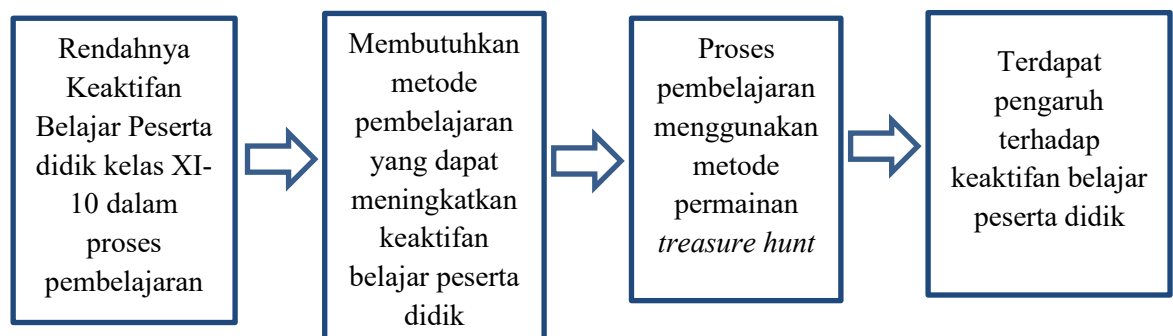 Rendahnya
Keaktifan
Belajar Peserta
didik kelas XI-
10 dalam
proses
pembelajaran
Membutuhkan
metode
pembelajaran
yang dapat
meningkatkan
keaktifan
belajar peserta
didik
Proses
pembelajaran
menggunakan
metode
permainan
treasure hunt
Terdapat
pengaruh
terhadap
keaktifan belajar
peserta didik